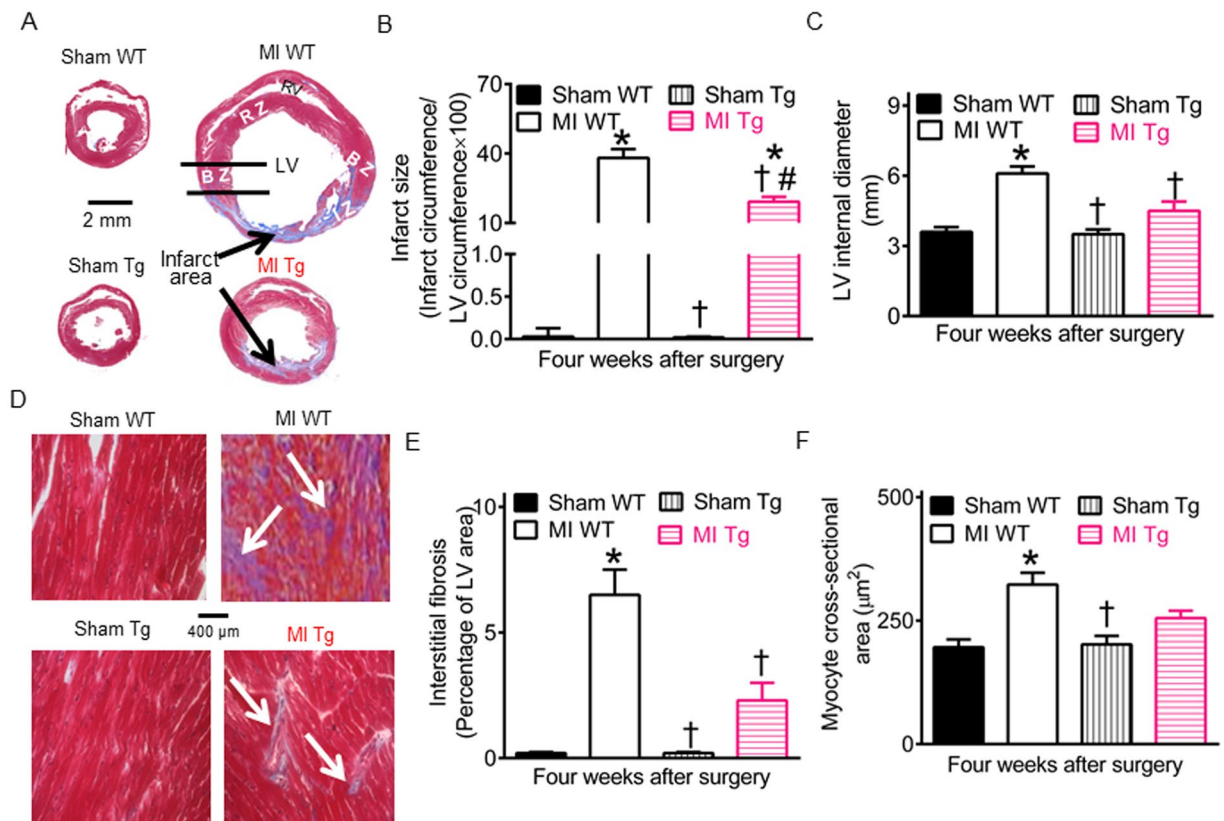 A
Sham WT
MI WT
RV
RZ
BZ
LV
BZ
IZ
2 mm
Infarct
area
Sham Tg
MI Tg
B
Infarct size
(Infarct circumference/
LV circumference×100)
70
40
10
1.0
0.5
0.0
Sham WT
Sham Tg
MI WT
MI Tg
*
†
*
† #
Four weeks after surgery
C
LV internal diameter
(mm)
9
6
3
0
Sham WT
Sham Tg
MI WT
MI Tg
*
†
†
Four weeks after surgery
D
Sham WT
MI WT
Sham Tg
400 µm
MI Tg
E
Interstitial fibrosis
(Percentage of LV area)
10
5
0
Sham WT
Sham Tg
MI WT
MI Tg
*
†
†
Four weeks after surgery
F
Myocyte cross-sectional
area (µm²)
500
250
0
Sham WT
Sham Tg
MI WT
MI Tg
*
†
Four weeks after surgery